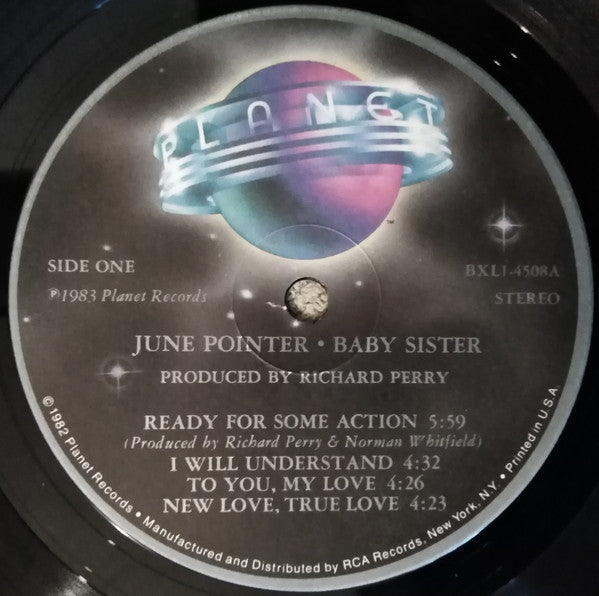 PLANET
™
SIDE ONE
BXL1-4508A
℗1983 Planet Records
STEREO
JUNE POINTER • BABY SISTER
PRODUCED BY RICHARD PERRY
READY FOR SOME ACTION 5:59
(Produced by Richard Perry & Norman Whitfield)
I WILL UNDERSTAND 4:32
TO YOU, MY LOVE 4:26
NEW LOVE, TRUE LOVE 4:23
©1982 Planet Records • Manufactured and Distributed by RCA Records, New York, N.Y. • Printed in U.S.A.